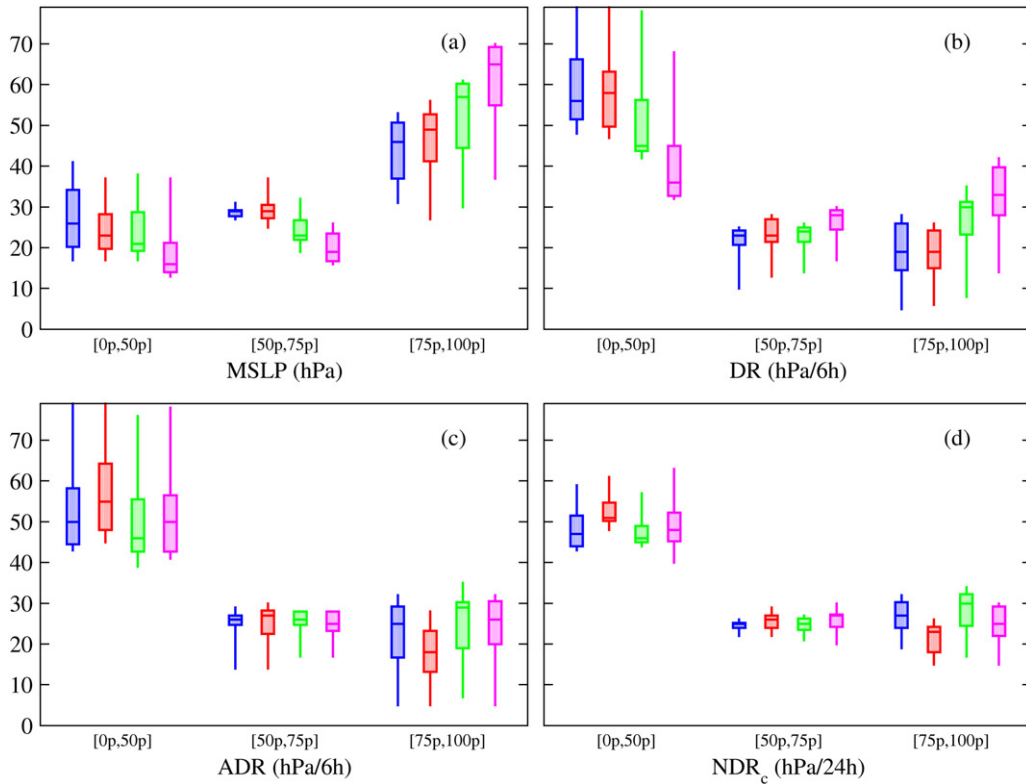 (a)
70
60
50
40
30
20
10
0
[0p,50p] [50p,75p] [75p,100p]
MSLP (hPa)
(b)
[0p,50p] [50p,75p] [75p,100p]
DR (hPa/6h)
(c)
70
60
50
40
30
20
10
0
[0p,50p] [50p,75p] [75p,100p]
ADR (hPa/6h)
(d)
[0p,50p] [50p,75p] [75p,100p]
NDRc (hPa/24h)